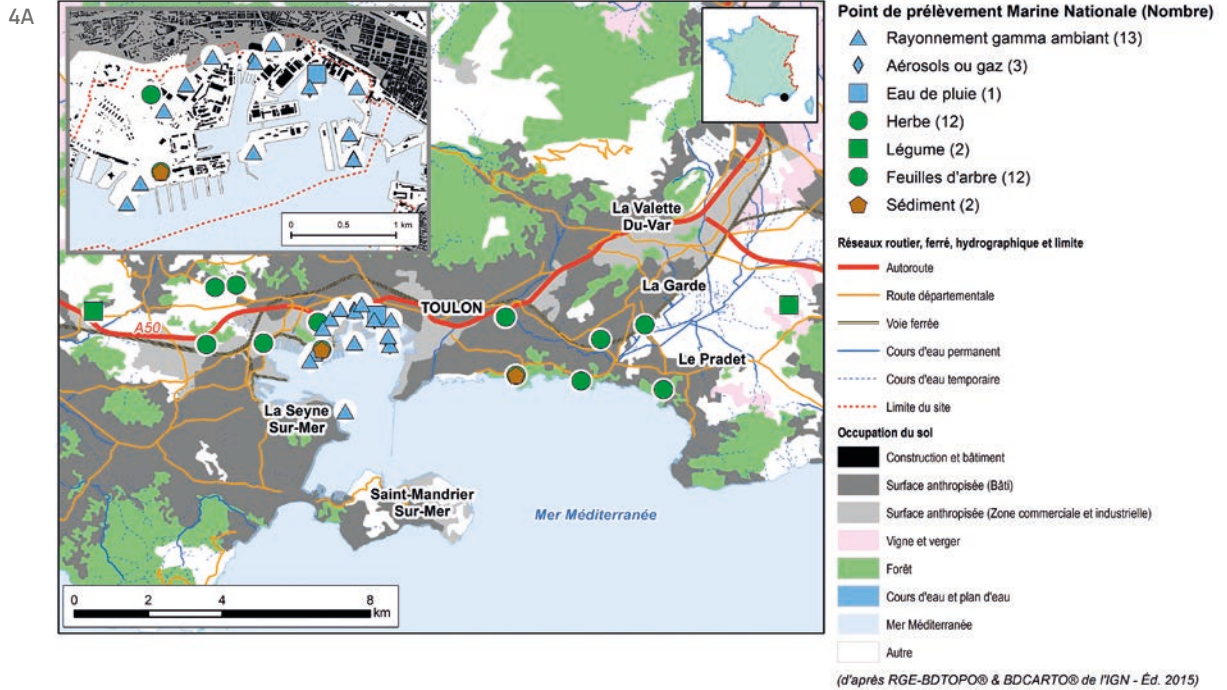 4A
0 0.5 1 km
La Valette
Du-Var
La Garde
TOULON
A50
Le Pradet
La Seyne
Sur-Mer
Saint-Mandrier
Sur-Mer
Mer Méditerranée
0 2 4 8
km
Point de prélèvement Marine Nationale (Nombre)
Rayonnement gamma ambiant (13)
Aérosols ou gaz (3)
Eau de pluie (1)
Herbe (12)
Légume (2)
Feuilles d'arbre (12)
Sédiment (2)
Réseaux routier, ferré, hydrographique et limite
Autoroute
Route départementale
Voie ferrée
Cours d'eau permanent
Cours d'eau temporaire
Limite du site
Occupation du sol
Construction et bâtiment
Surface anthropisée (Bâti)
Surface anthropisée (Zone commerciale et industrielle)
Vigne et verger
Forêt
Cours d'eau et plan d'eau
Mer Méditerranée
Autre
(d'après RGE-BDTOPO® & BDCARTO® de l'IGN - Éd. 2015)